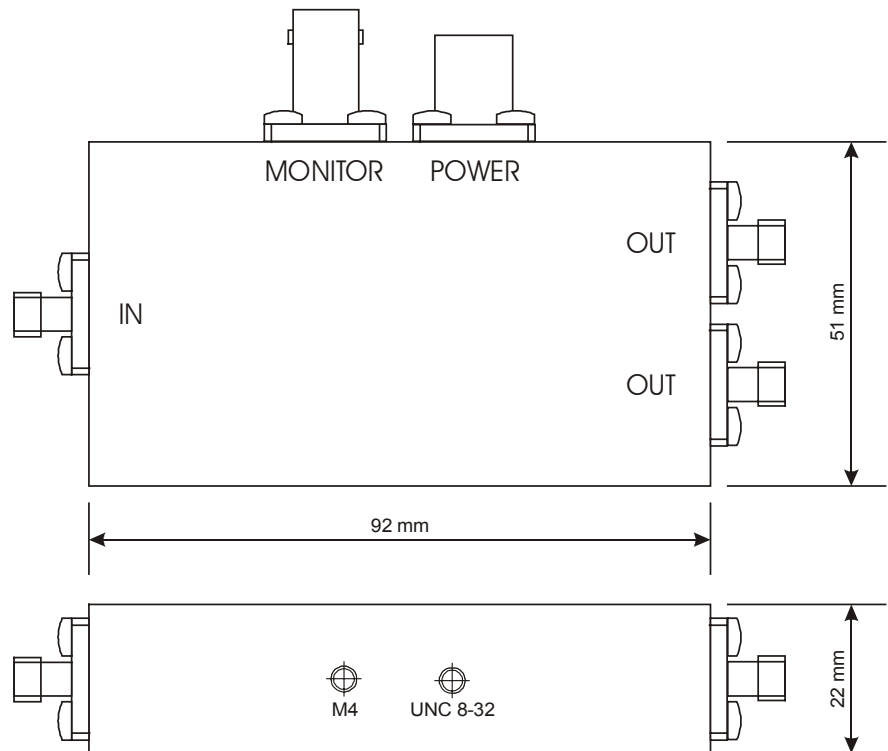 MONITOR POWER
OUT
IN
51 mm
OUT
92 mm
22 mm
M4 UNC 8-32